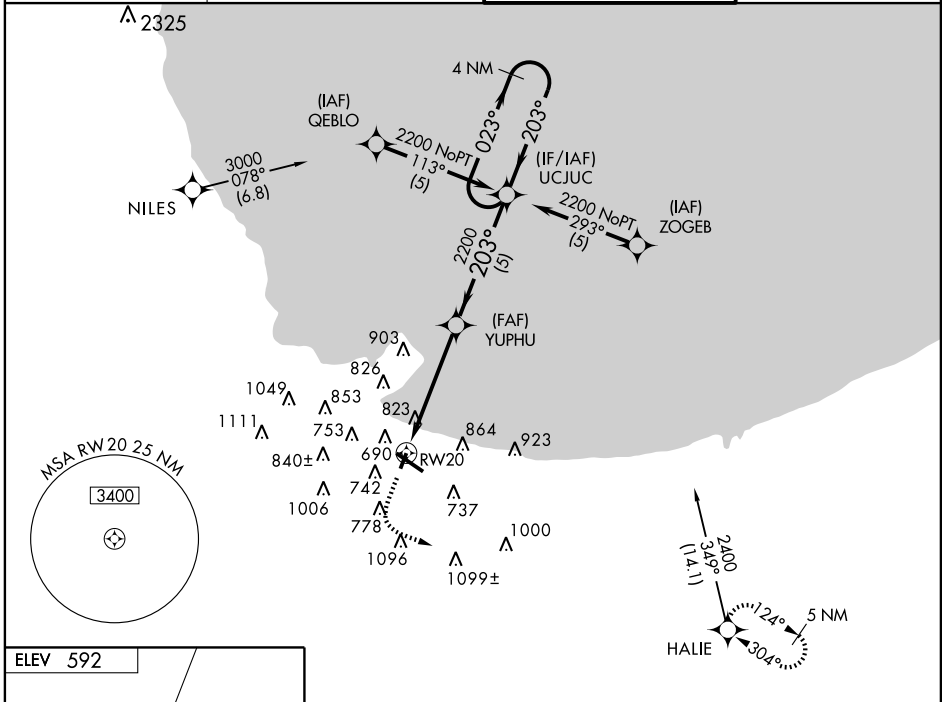 2325
4 NM
(IAF)
QEBLO
2200 NoPT
113°
(5)
023°
203°
(IF/IAF)
UCJUC
3000
078°
(6.8)
NILES
2200 NoPT
293°
(5)
(IAF)
ZOGEB
2200
203°
(5)
(FAF)
YUPHU
903
826
1049
853
823
1111
753
864
923
840±
690
RW20
742
1006
737
778
1096
1000
1099±
MSA RW20 25 NM
3400
2400
349°
(14.1)
124°
5 NM
HALIE
304°
ELEV 592